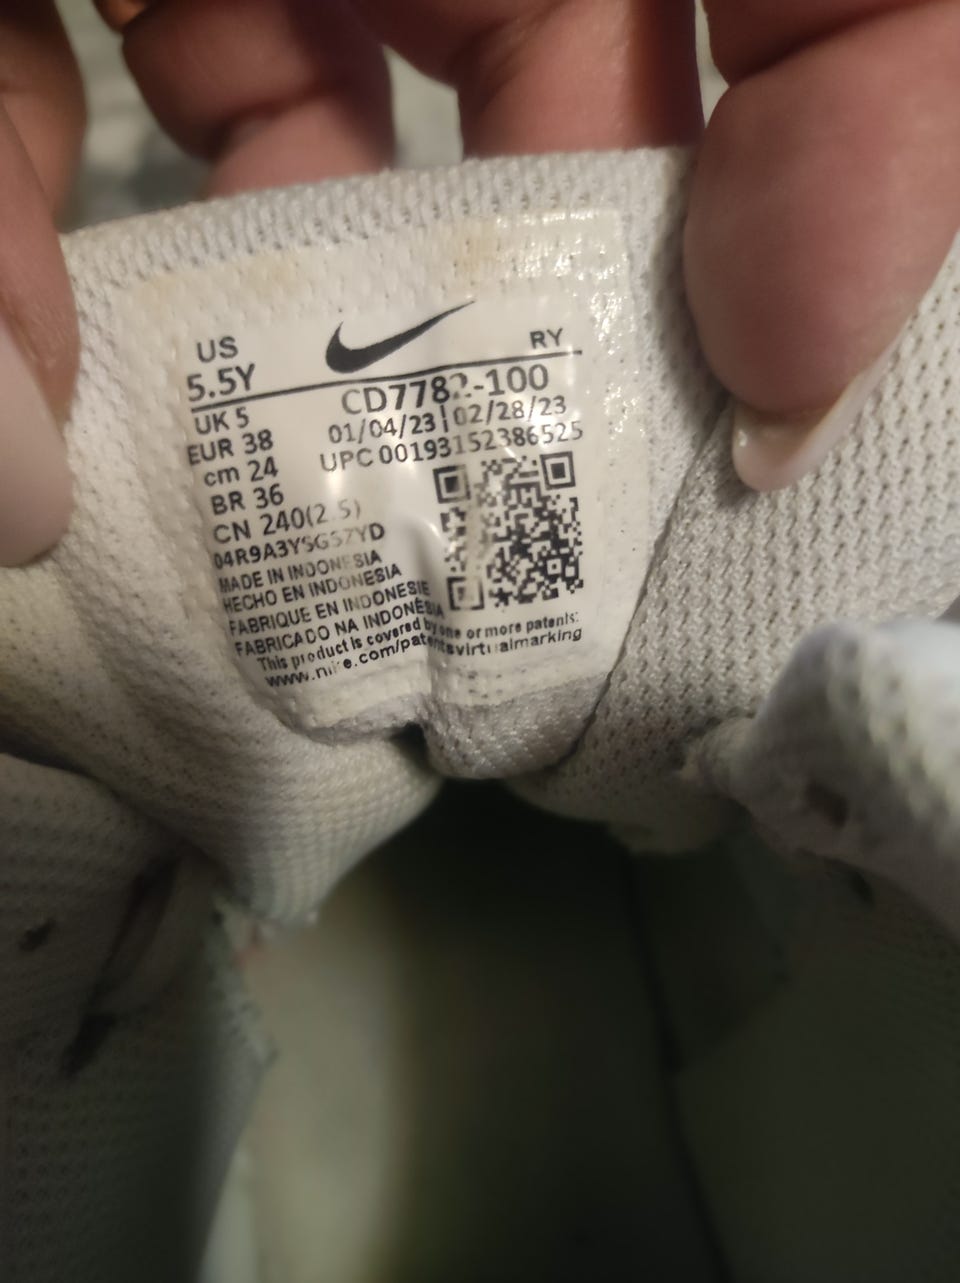 US
5.5Y
RY
CD7782-100
01/04/23|02/28/23
UPC 00193152386525
UK 5
EUR 38
cm 24
BR 36
CN 240(2.5)
MADE IN INDONESIA
HECHO EN INDONESIA
FABRIQUE EN INDONESIE
FABRICADO NA INDONÉSIA
This product is covered by one or more patents:
www.nike.com/patentsvirtualmarking